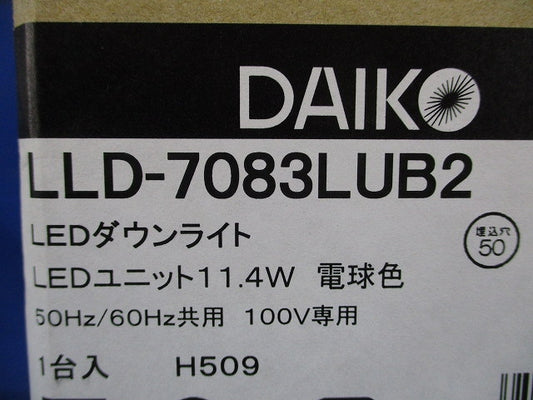 DAIKO
LLD-7083LUB2
LEDダウンライト
埋込穴
50
LEDユニット11.4W 電球色
50Hz/60Hz共用 100V専用
1台入 H509